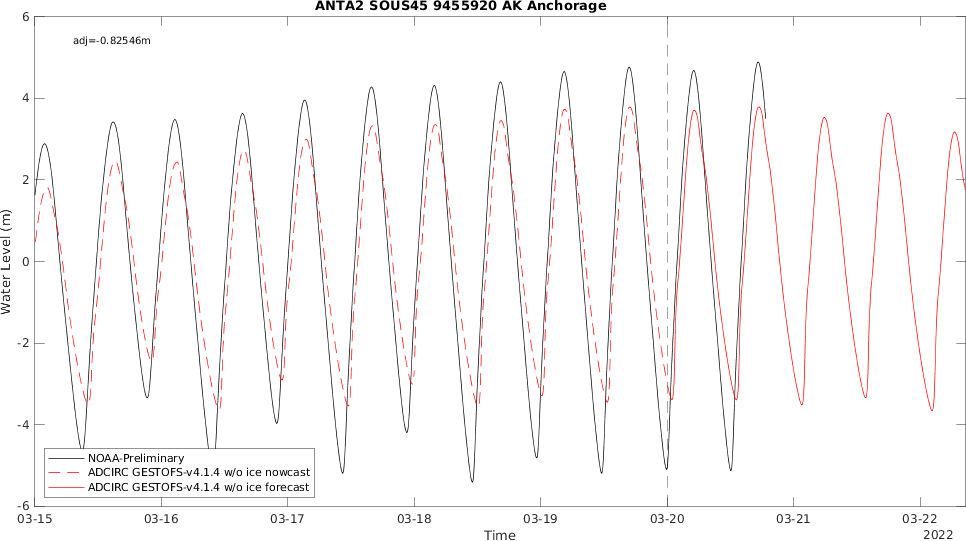 ANTA2 SOUS45 9455920 AK Anchorage
adj=-0.82546m
6
4
2
0
-2
-4
-6
Water Level (m)
NOAA-Preliminary
ADCIRC GESTOFS-v4.1.4 w/o ice nowcast
ADCIRC GESTOFS-v4.1.4 w/o ice forecast
03-15 03-16 03-17 03-18 03-19 03-20 03-21 03-22
Time
2022